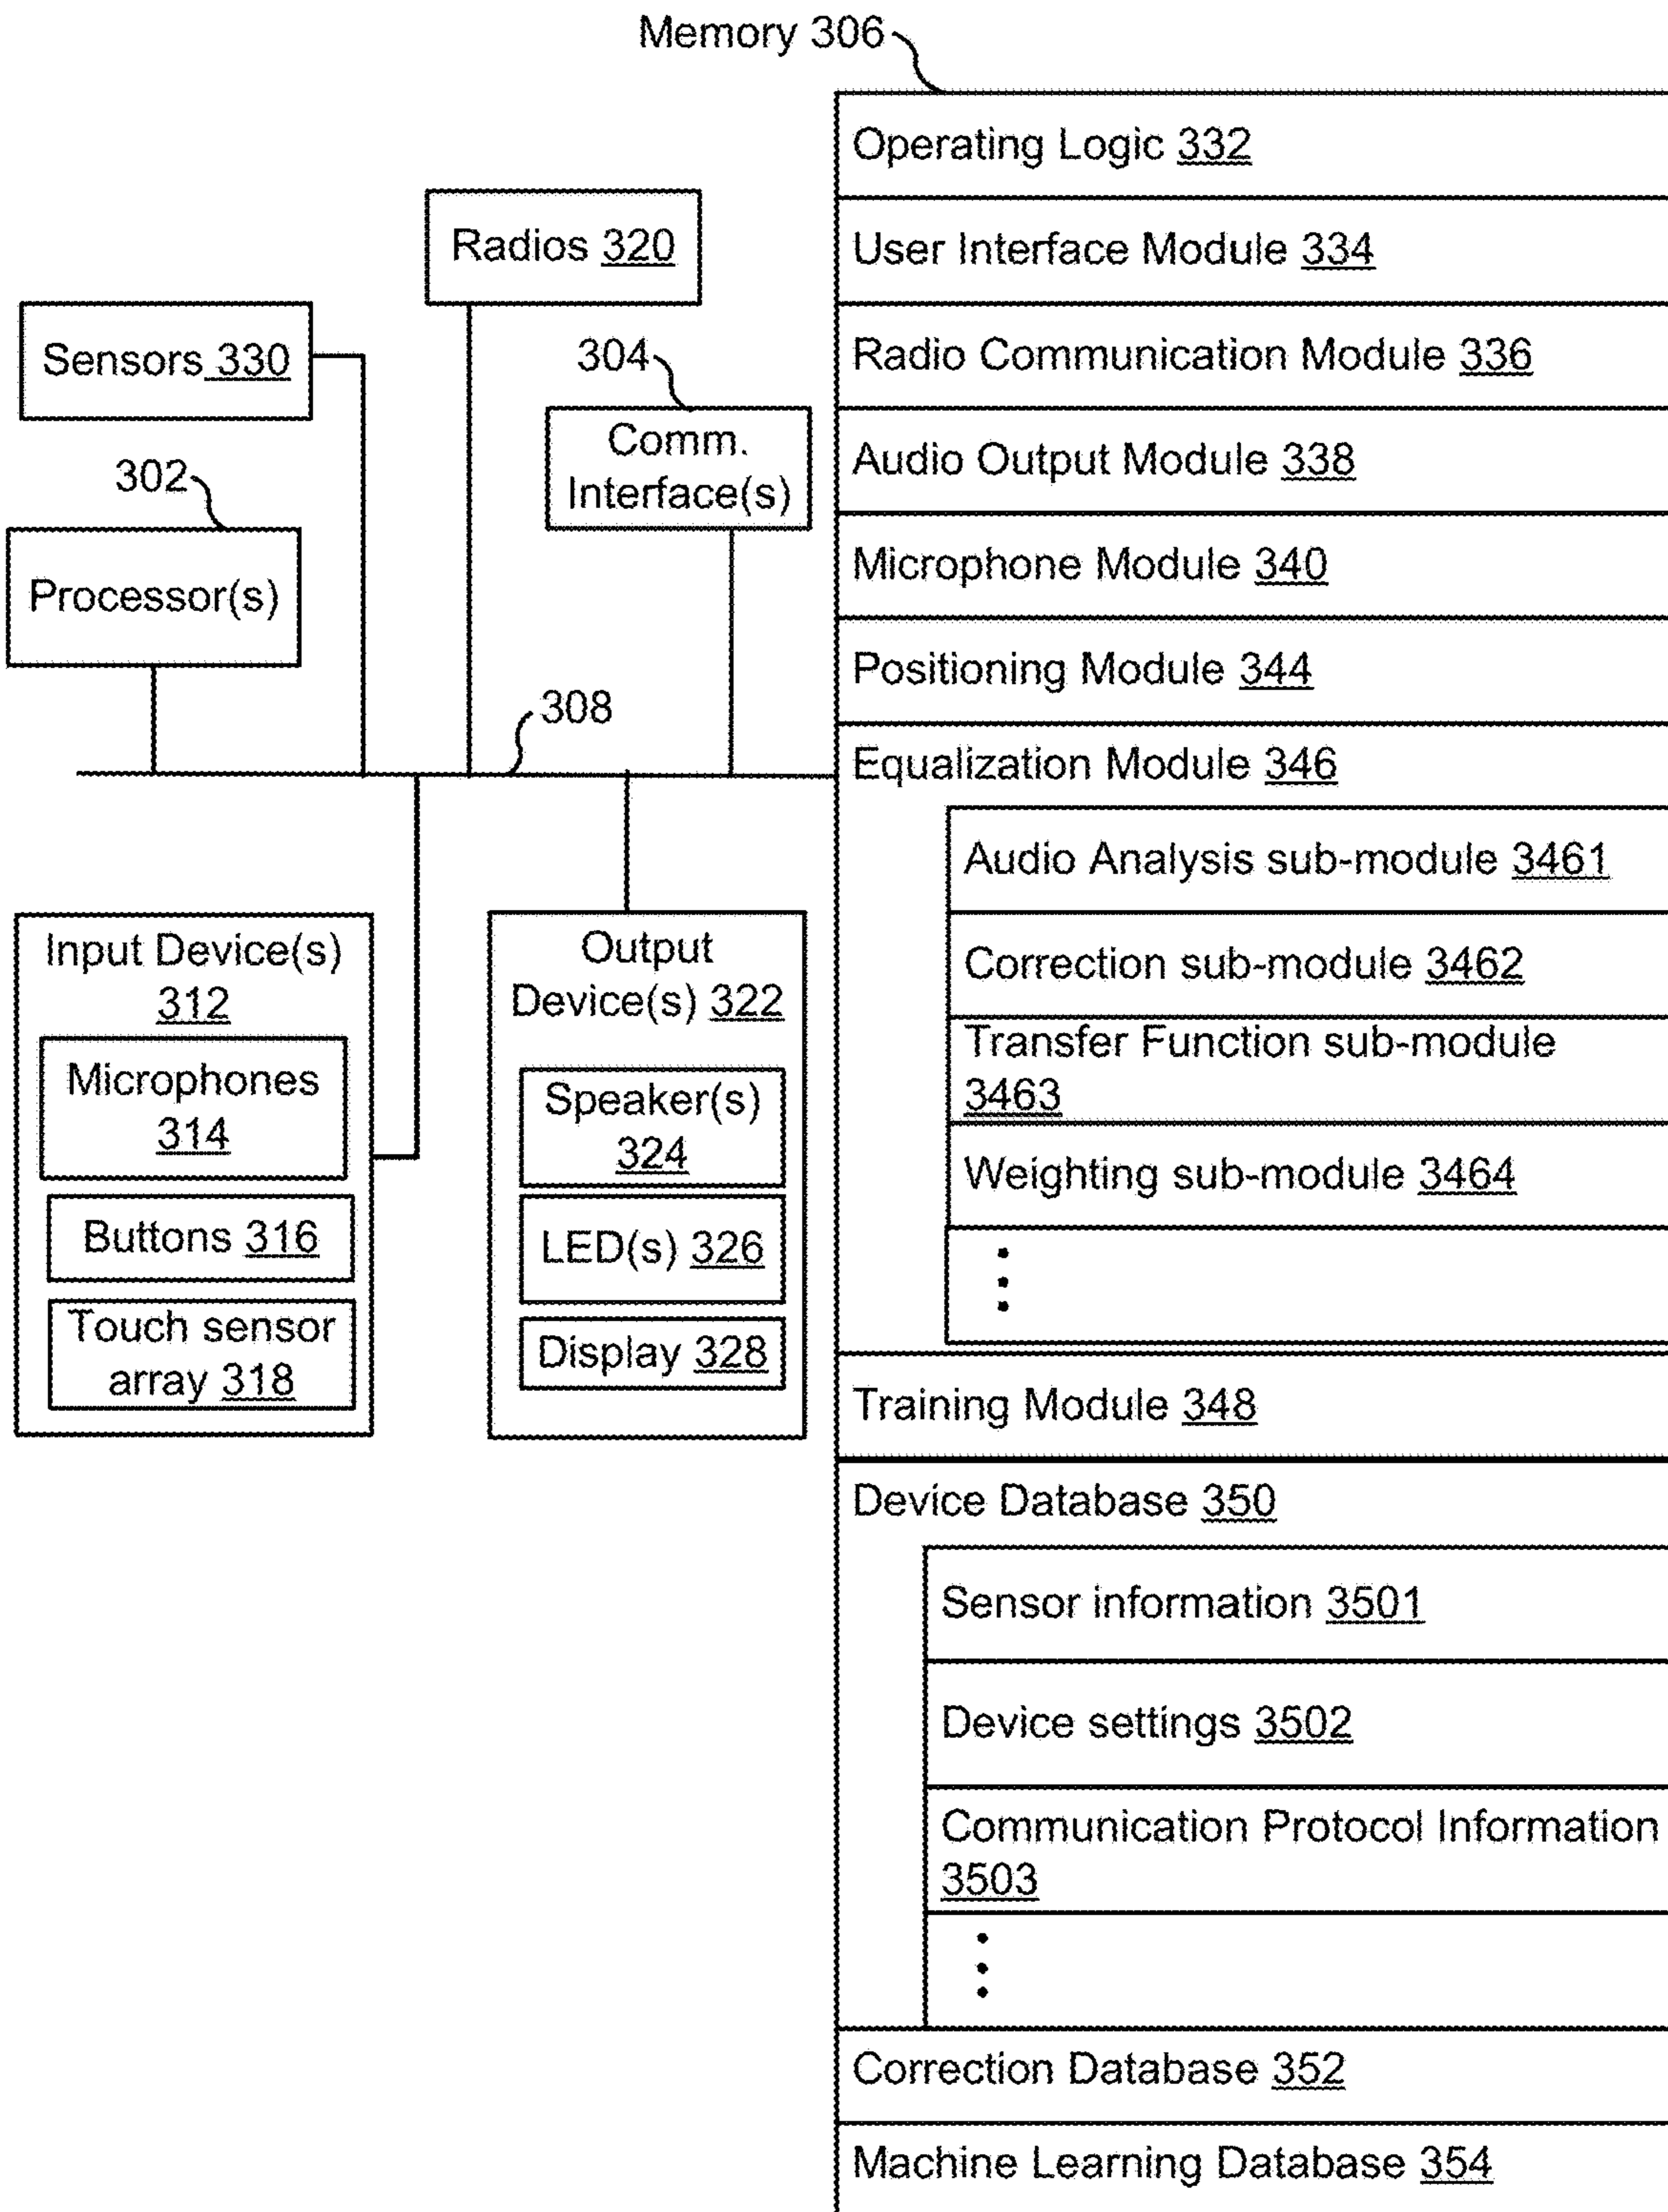 Memory 306
Radios 320
Sensors 330
304
Comm.
Interface(s)
302
Processor(s)
308
Input Device(s)
312
Microphones
314
Buttons 316
Touch sensor
array 318
Output
Device(s) 322
Speaker(s)
324
LED(s) 326
Display 328
Operating Logic 332
User Interface Module 334
Radio Communication Module 336
Audio Output Module 338
Microphone Module 340
Positioning Module 344
Equalization Module 346
Audio Analysis sub-module 3461
Correction sub-module 3462
Transfer Function sub-module
3463
Weighting sub-module 3464
Training Module 348
Device Database 350
Sensor information 3501
Device settings 3502
Communication Protocol Information
3503
Correction Database 352
Machine Learning Database 354